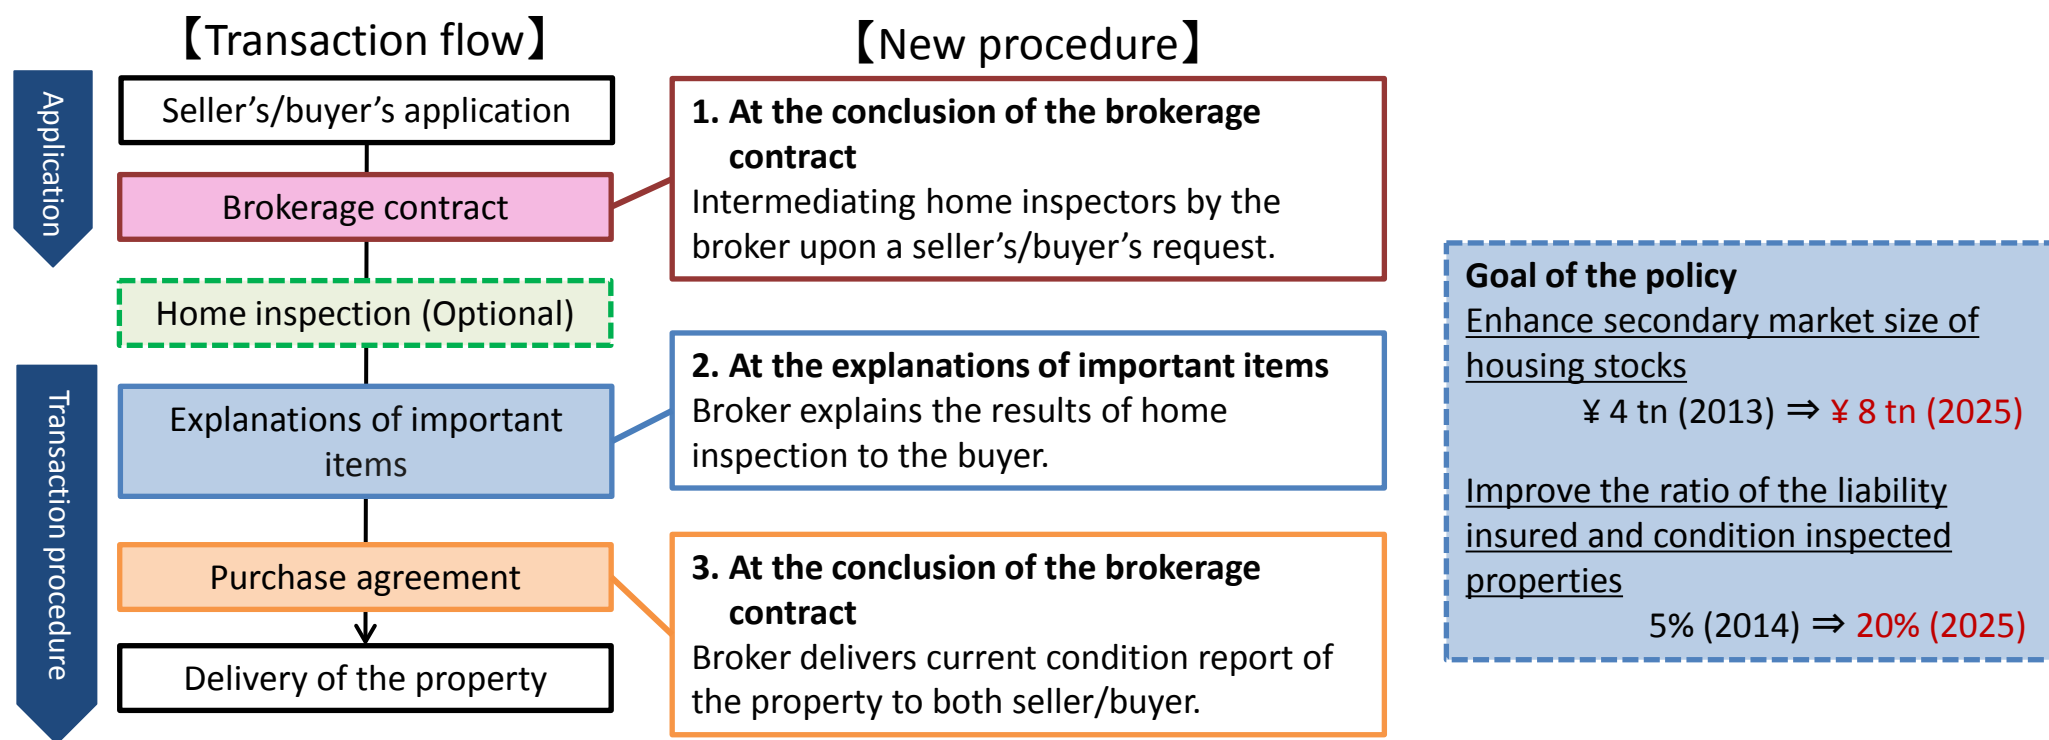 【Transaction flow】
Application
Seller’s/buyer’s application
Brokerage contract
Home inspection (Optional)
Transaction procedure
Explanations of important
items
Purchase agreement
Delivery of the property
【New procedure】
1. At the conclusion of the brokerage
contract
Intermediating home inspectors by the
broker upon a seller’s/buyer’s request.
2. At the explanations of important items
Broker explains the results of home
inspection to the buyer.
3. At the conclusion of the brokerage
contract
Broker delivers current condition report of
the property to both seller/buyer.
Goal of the policy
Enhance secondary market size of
housing stocks
¥ 4 tn (2013) ⇒ ¥ 8 tn (2025)
Improve the ratio of the liability
insured and condition inspected
properties
5% (2014) ⇒ 20% (2025)